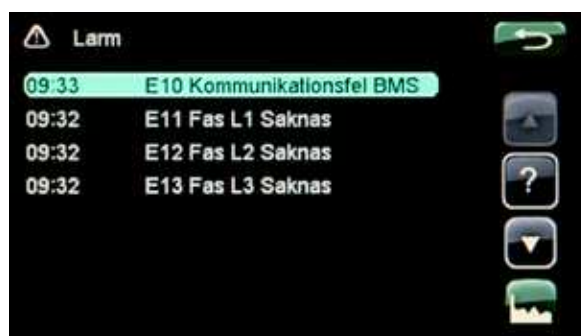 Larm
09:33 E10 Kommunikationsfel BMS
09:32 E11 Fas L1 Saknas
09:32 E12 Fas L2 Saknas
09:32 E13 Fas L3 Saknas
?